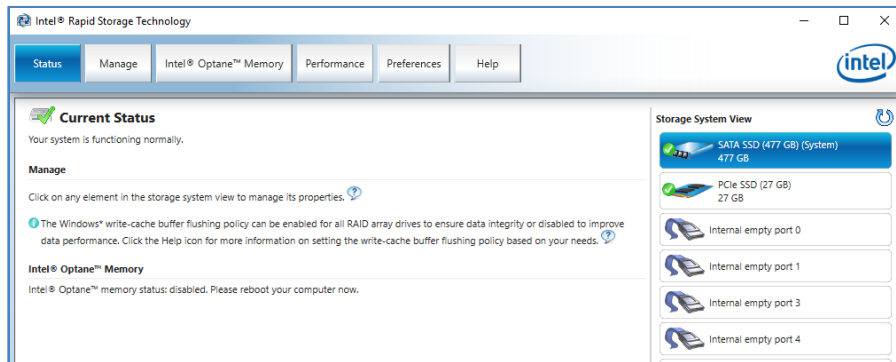 Intel® Rapid Storage Technology
Status
Manage
Intel® Optane™ Memory
Performance
Preferences
Help
intel
Current Status
Your system is functioning normally.
Manage
Click on any element in the storage system view to manage its properties.
The Windows* write-cache buffer flushing policy can be enabled for all RAID array drives to ensure data integrity or disabled to improve
data performance. Click the Help icon for more information on setting the write-cache buffer flushing policy based on your needs.
Intel® Optane™ Memory
Intel® Optane™ memory status: disabled. Please reboot your computer now.
Storage System View
SATA SSD (477 GB) (System)
477 GB
PCIe SSD (27 GB)
27 GB
Internal empty port 0
Internal empty port 1
Internal empty port 3
Internal empty port 4